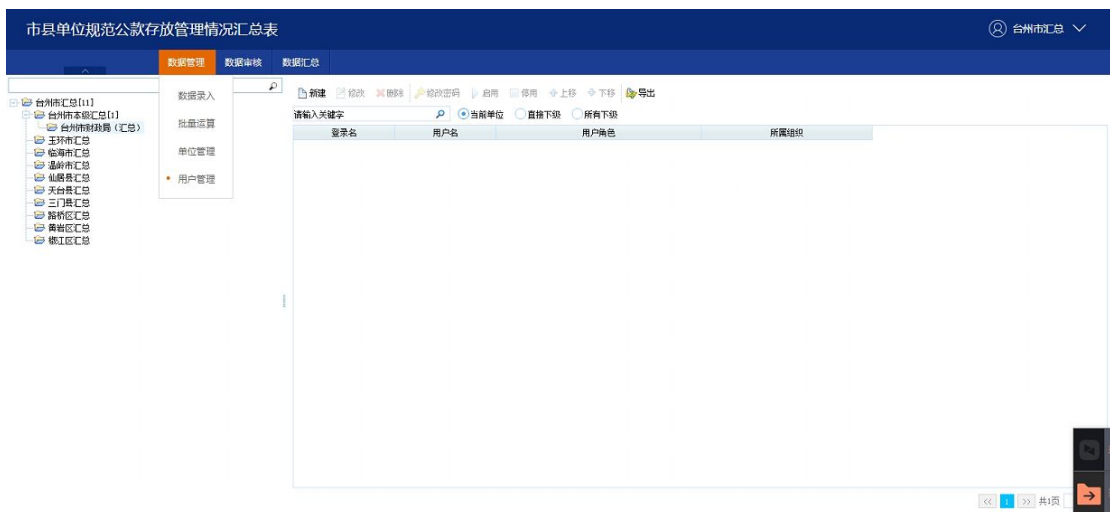 市县单位规范公款存放管理情况汇总表
台州市汇总
数据管理 数据审核 数据汇总
数据录入
批量运算
单位管理
用户管理
台州市汇总[11]
台州市本级汇总[1]
台州市财政局（汇总）
玉环市汇总
临海市汇总
温岭市汇总
仙居县汇总
天台县汇总
三门县汇总
路桥区汇总
黄岩区汇总
椒江区汇总
新建 修改 删除 修改密码 启用 停用 上移 下移 导出
请输入关键字 当前单位 直接下级 所有下级
登录名 用户名 用户角色 所属组织
<< 1 >> 共1页